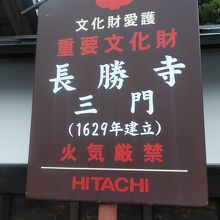 文化財愛護
重要文化財
長勝寺
三門
(1629年建立)
火気厳禁
HITACHI